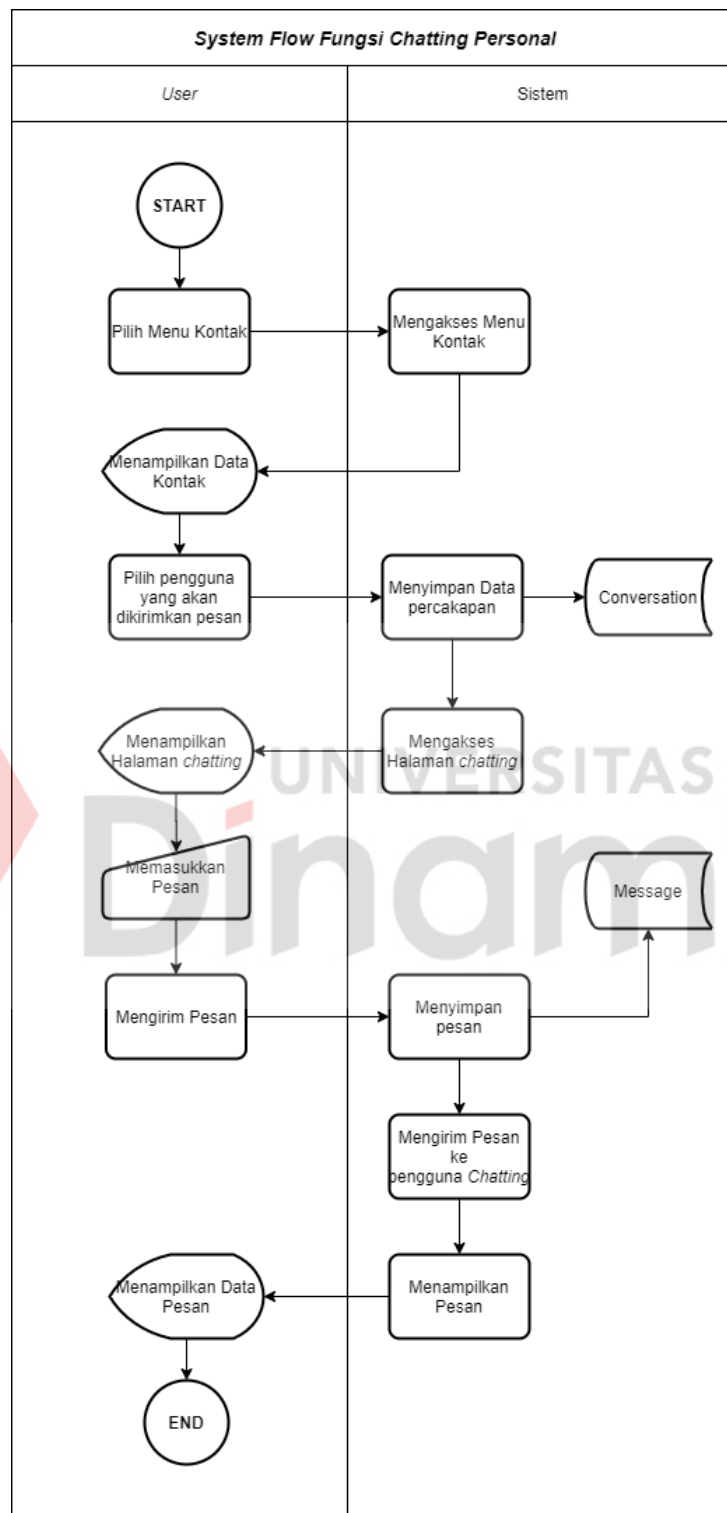 System Flow Fungsi Chatting Personal
User
Sistem
START
Pilih Menu Kontak
Mengakses Menu
Kontak
Menampilkan Data
Kontak
Pilih pengguna
yang akan
dikirimkan pesan
Menyimpan Data
percakapan
Conversation
Menampilkan
Halaman chatting
Mengakses
Halaman chatting
UNIVERSITAS
Dinam
Memasukkan
Pesan
Message
Mengirim Pesan
Menyimpan
pesan
Mengirim Pesan
ke
pengguna Chatting
Menampilkan Data
Pesan
Menampilkan
Pesan
END